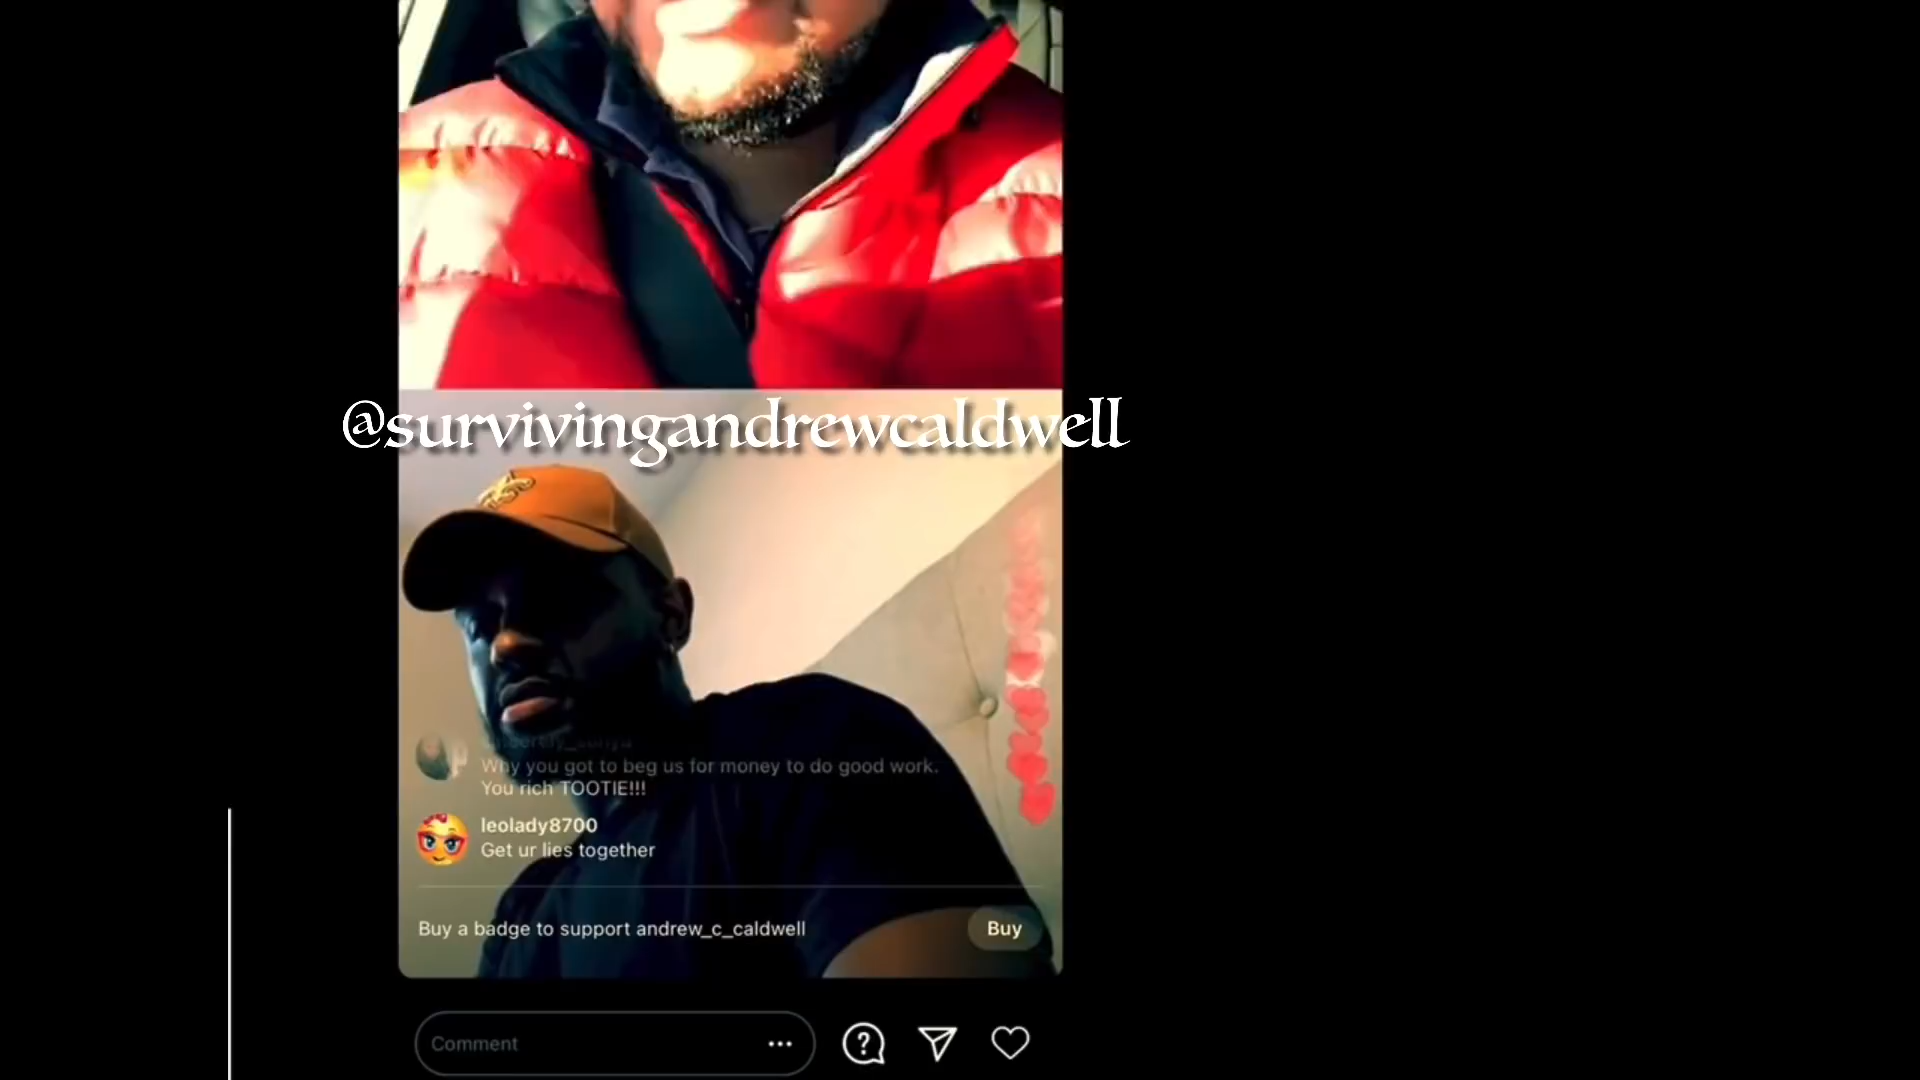 @survivingandrewcaldwell
Why you got to beg us for money to do good work.
You rich TOOTIE!!!
leolady8700
Get ur lies together
Buy a badge to support andrew_c_caldwell
Buy
Comment